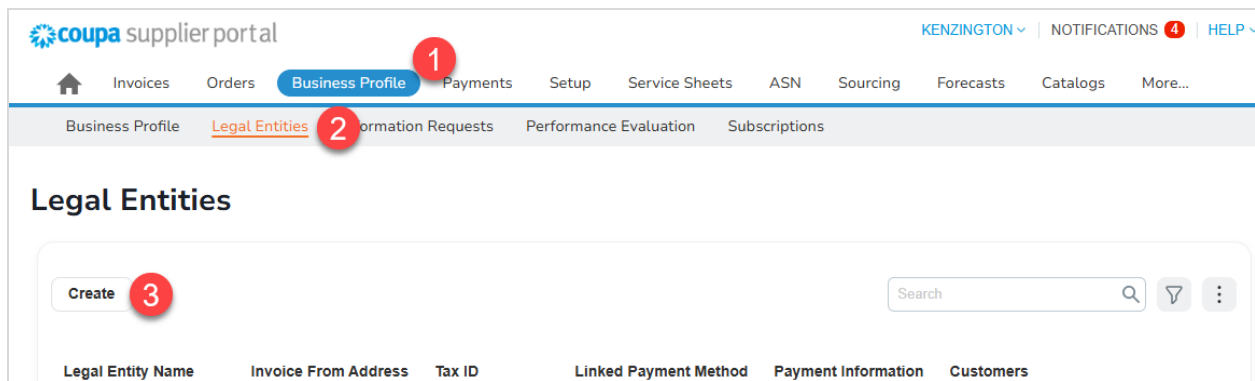 coupa supplier portal KENZINGTON NOTIFICATIONS 4 HELP
1
Invoices Orders Business Profile Payments Setup Service Sheets ASN Sourcing Forecasts Catalogs More...
Business Profile Legal Entities 2 ormation Requests Performance Evaluation Subscriptions
Legal Entities
Create 3 Search
Legal Entity Name Invoice From Address Tax ID Linked Payment Method Payment Information Customers